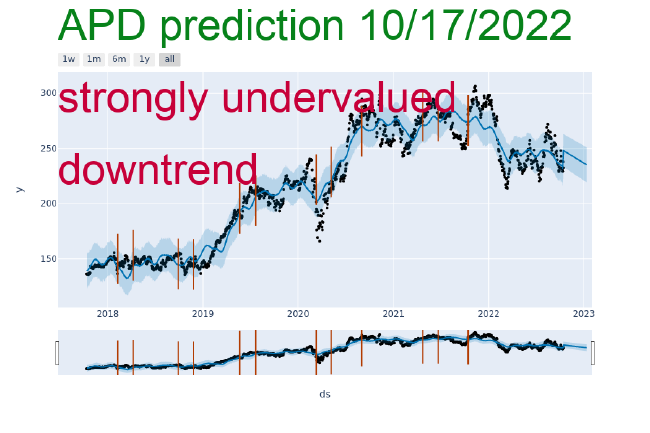 APD prediction 10/17/2022
1w 1m 6m 1y all
strongly undervalued
downtrend
300
250
200
150
y
2018 2019 2020 2021 2022 2023
ds